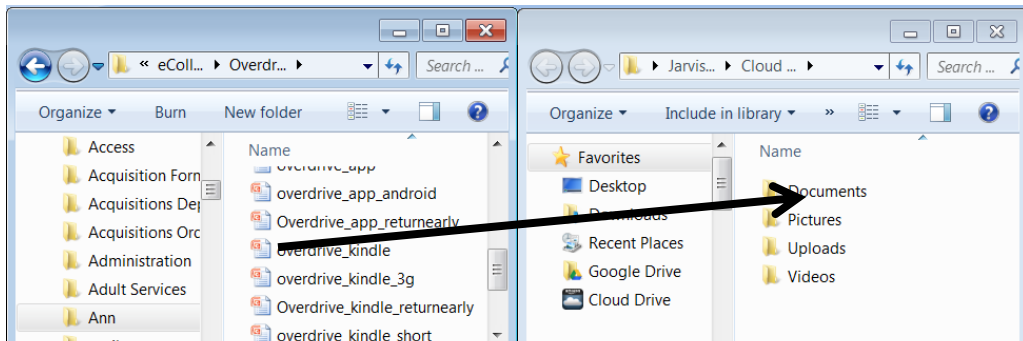 « eColl... ▸ Overdr... ▸
Search ...
Organize
Burn
New folder
Access
Acquisition Forn
Acquisitions Dep
Acquisitions Orc
Administration
Adult Services
Ann
Name
overdrive_app
overdrive_app_android
Overdrive_app_returnearly
overdrive_kindle
overdrive_kindle_3g
Overdrive_kindle_returnearly
overdrive_kindle_short
▸ Jarvis... ▸ Cloud ... ▸
Search ...
Organize
Include in library
»
Favorites
Desktop
Downloads
Recent Places
Google Drive
Cloud Drive
Name
Documents
Pictures
Uploads
Videos